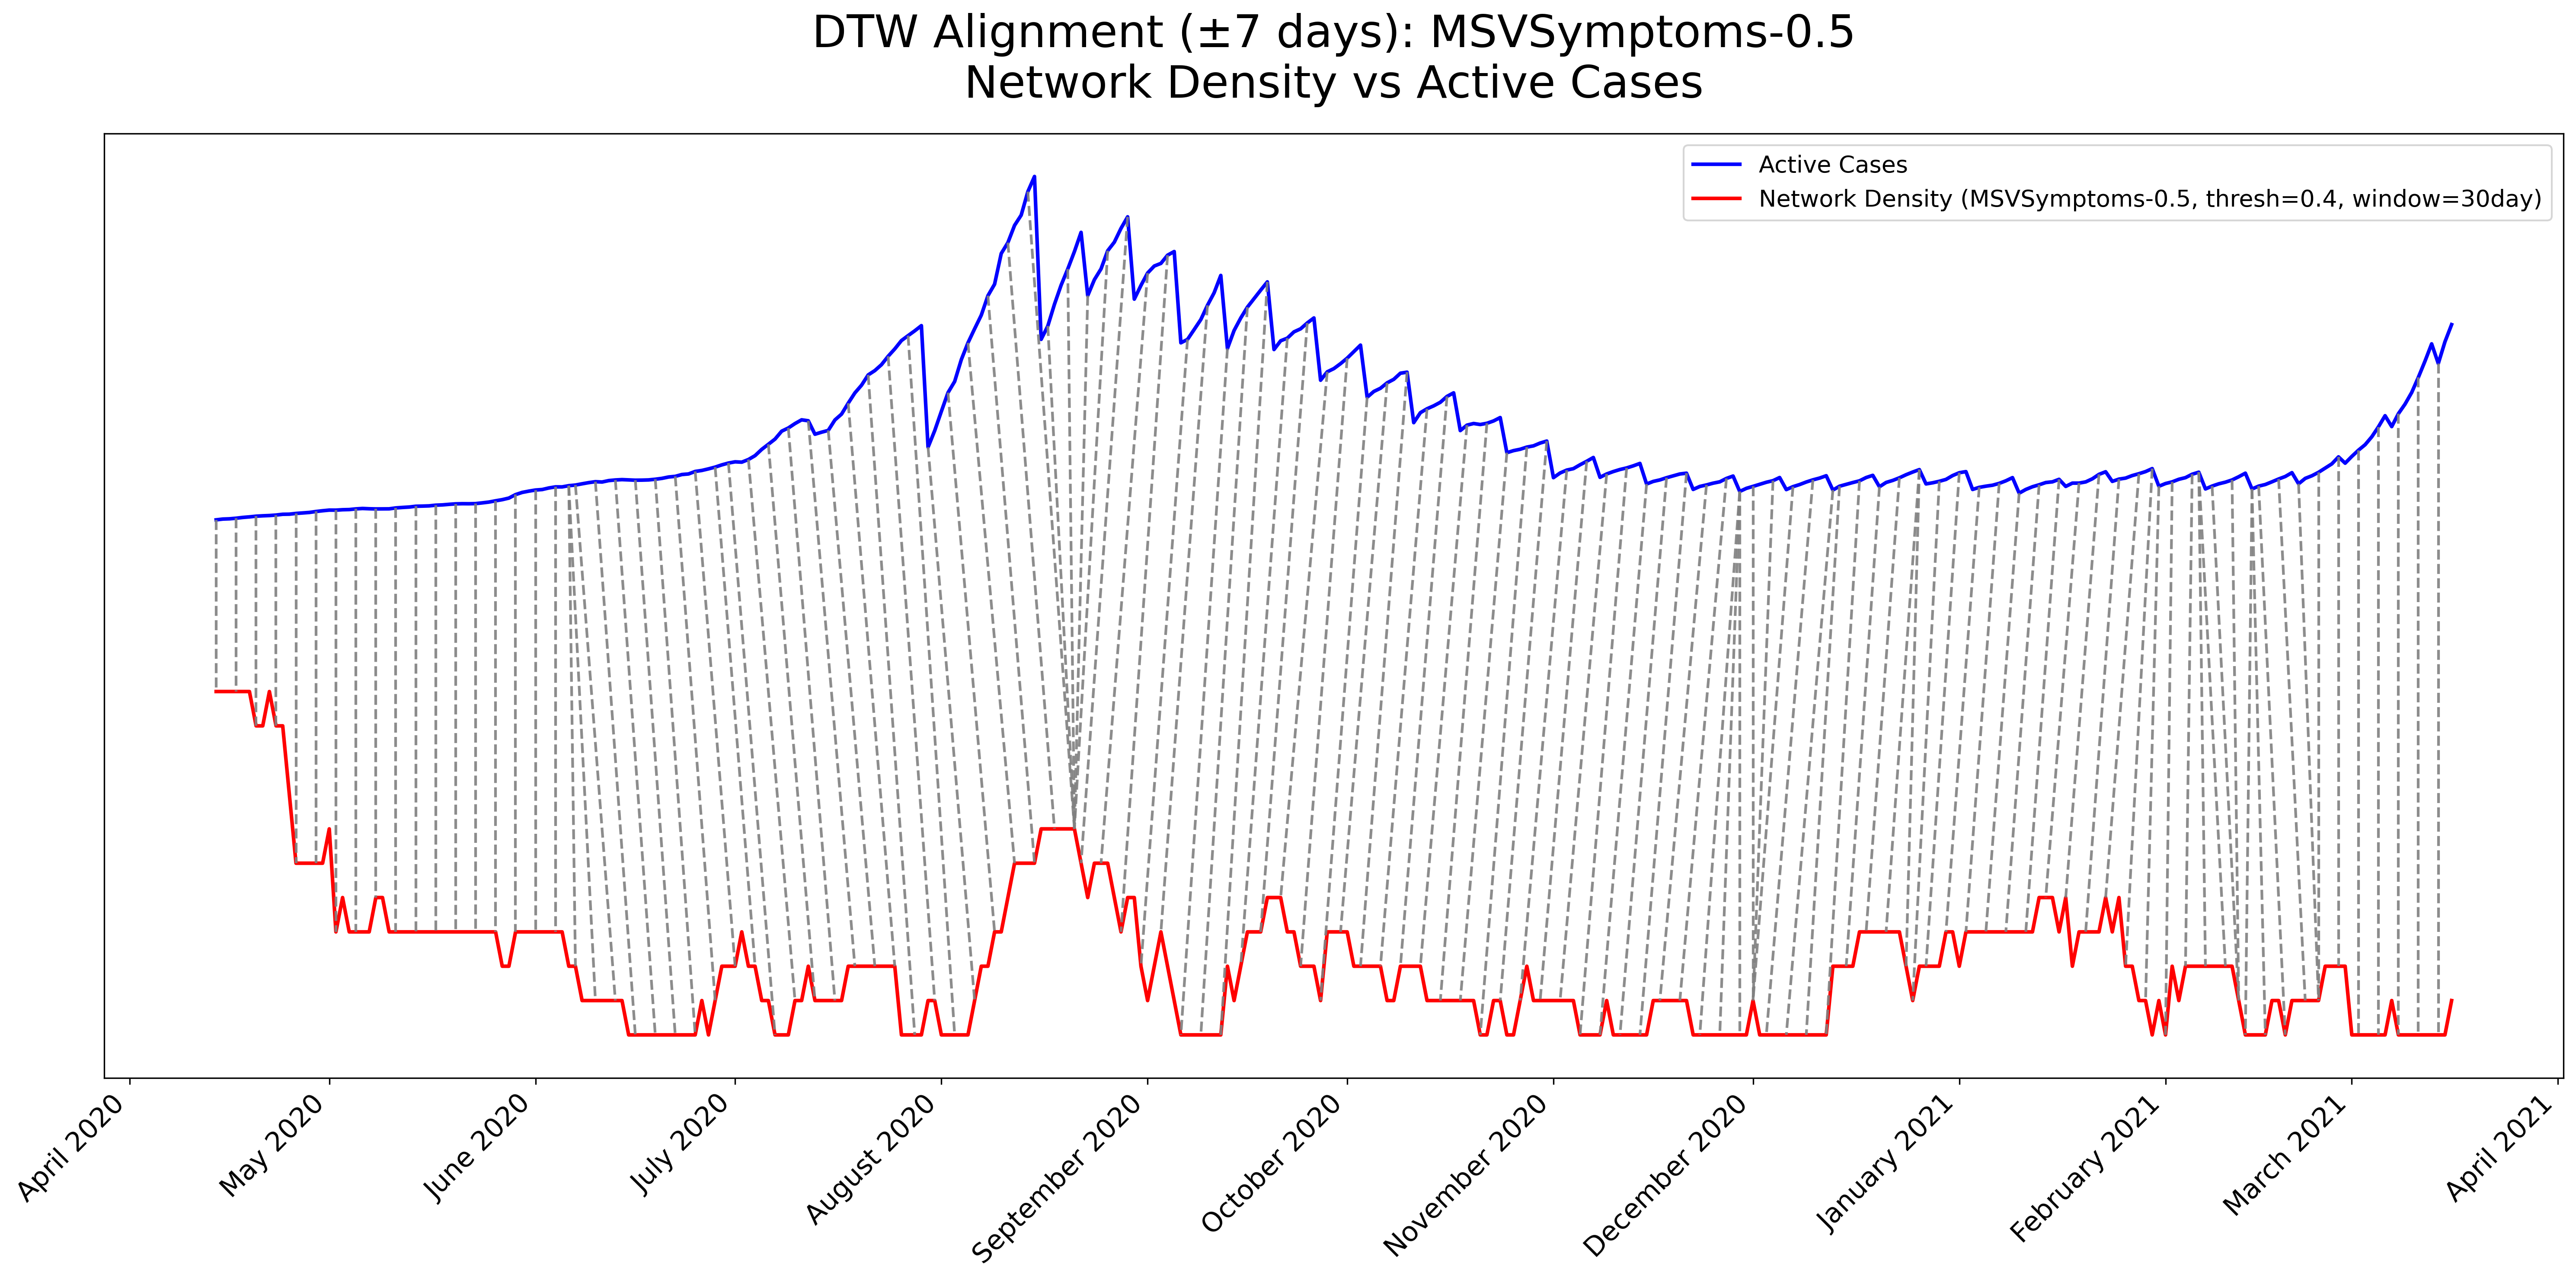 DTW Alignment (±7 days): MSVSymptoms-0.5
Network Density vs Active Cases
Active Cases
Network Density (MSVSymptoms-0.5, thresh=0.4, window=30day)
April 2020
May 2020
June 2020
July 2020
August 2020
September 2020
October 2020
November 2020
December 2020
January 2021
February 2021
March 2021
April 2021